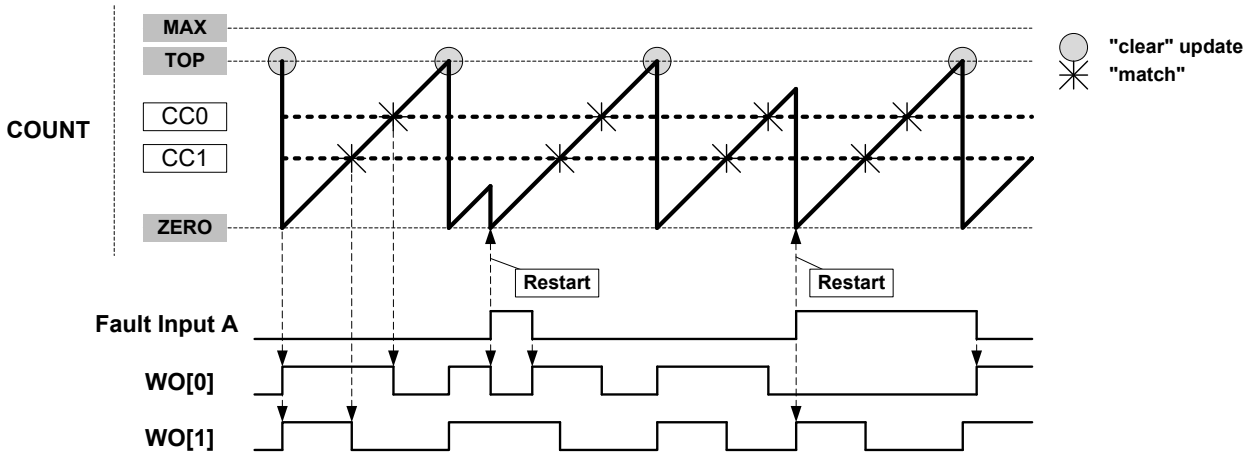 MAX
TOP
"clear" update
"match"
CC0
COUNT
CC1
ZERO
Restart
Restart
Fault Input A
WO[0]
WO[1]